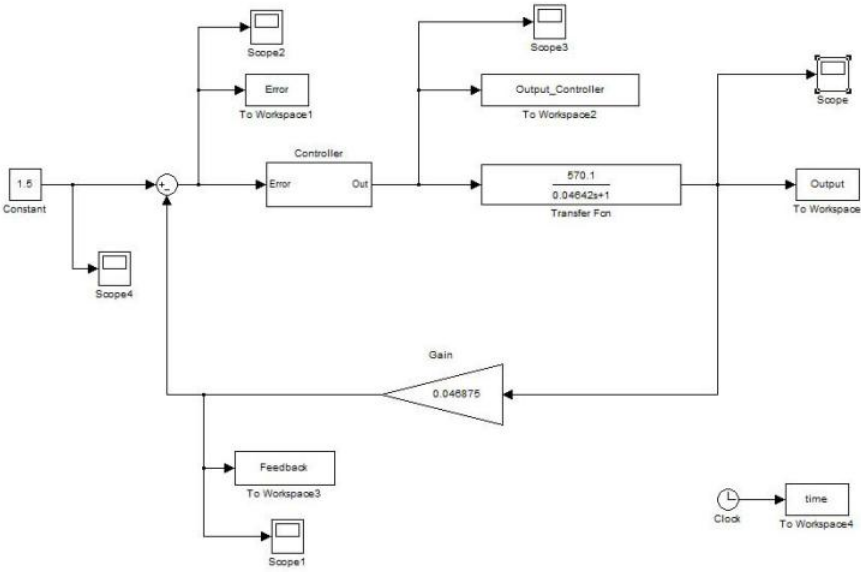 Scope2
Scope3
Error
To Workspace1
Output_Controller
To Workspace2
Scope
Controller
1.5
Constant
+
-
Error
Out
570.1
0.04642s+1
Transfer Fcn
Output
To Workspace
Scope4
Gain
0.046875
Feedback
To Workspace3
Scope1
Clock
time
To Workspace4